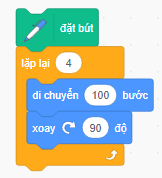 đặt bút
lặp lại 4
di chuyển 100 bước
xoay 90 độ